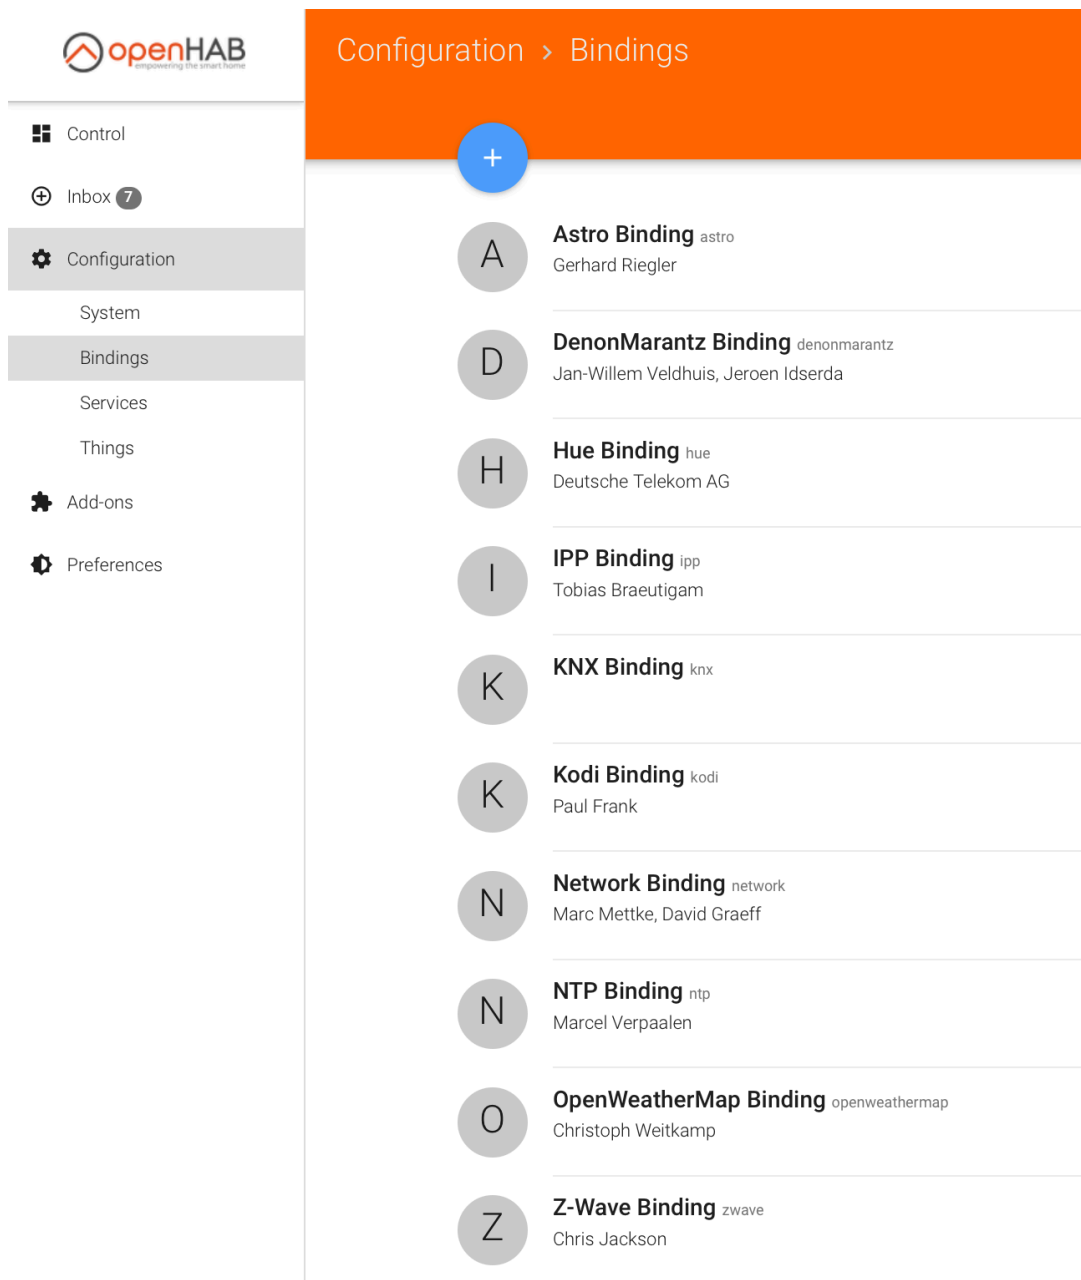 openHAB
empowering the smart home
Configuration > Bindings
Control
Inbox 7
Configuration
System
Bindings
Services
Things
Add-ons
Preferences
+
A
Astro Binding astro
Gerhard Riegler
D
DenonMarantz Binding denonmarantz
Jan-Willem Veldhuis, Jeroen Idserda
H
Hue Binding hue
Deutsche Telekom AG
I
IPP Binding ipp
Tobias Braeutigam
K
KNX Binding knx
K
Kodi Binding kodi
Paul Frank
N
Network Binding network
Marc Mettke, David Graeff
N
NTP Binding ntp
Marcel Verpaalen
O
OpenWeatherMap Binding openweathermap
Christoph Weitkamp
Z
Z-Wave Binding zwave
Chris Jackson